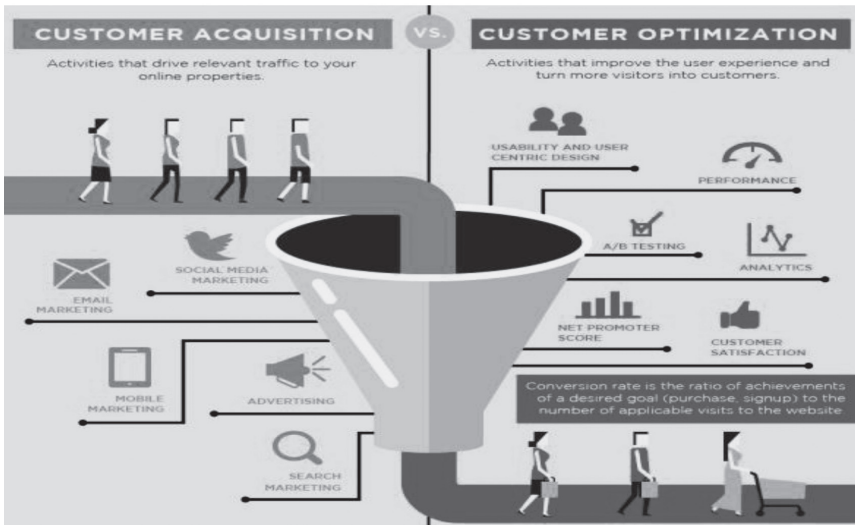 CUSTOMER ACQUISITION
VS.
CUSTOMER OPTIMIZATION
Activities that drive relevant traffic to your
online properties.
Activities that improve the user experience and
turn more visitors into customers.
SOCIAL MEDIA
MARKETING
EMAIL
MARKETING
MOBILE
MARKETING
ADVERTISING
SEARCH
MARKETING
USABILITY AND USER
CENTRIC DESIGN
PERFORMANCE
A/B TESTING
ANALYTICS
NET PROMOTER
SCORE
CUSTOMER
SATISFACTION
Conversion rate is the ratio of achievements
of a desired goal (purchase, signup) to the
number of applicable visits to the website